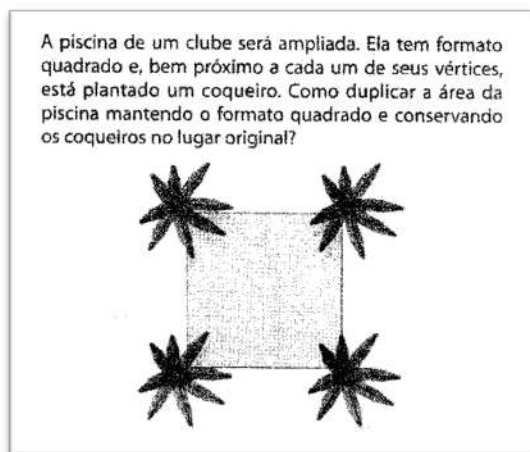 A piscina de um clube será ampliada. Ela tem formato
quadrado e, bem próximo a cada um de seus vértices,
está plantado um coqueiro. Como duplicar a área da
piscina mantendo o formato quadrado e conservando
os coqueiros no lugar original?